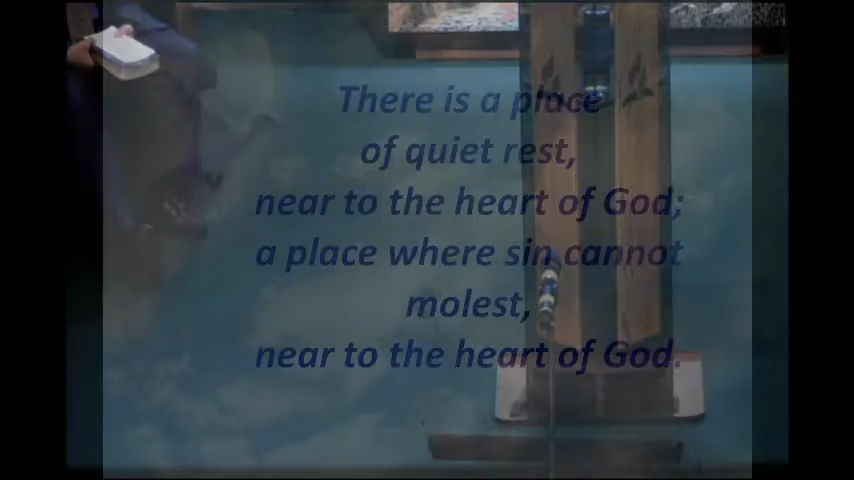 There is a place
of quiet rest,
near to the heart of God;
a place where sin cannot
molest,
near to the heart of God.